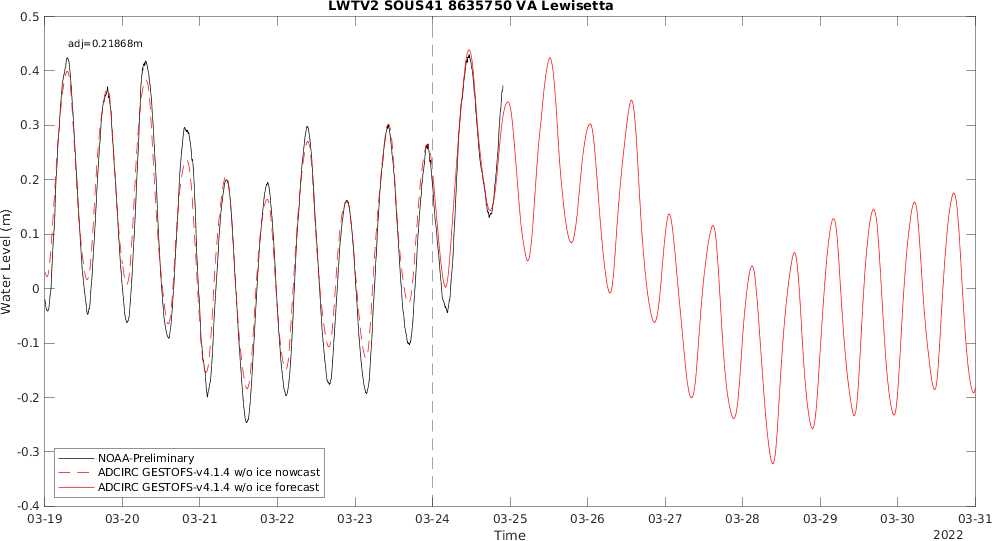 LWTV2 SOUS41 8635750 VA Lewisetta
adj=0.21868m
0.5
0.4
0.3
0.2
0.1
0
-0.1
-0.2
-0.3
-0.4
Water Level (m)
NOAA-Preliminary
ADCIRC GESTOFS-v4.1.4 w/o ice nowcast
ADCIRC GESTOFS-v4.1.4 w/o ice forecast
03-19 03-20 03-21 03-22 03-23 03-24 03-25 03-26 03-27 03-28 03-29 03-30 03-31
Time
2022